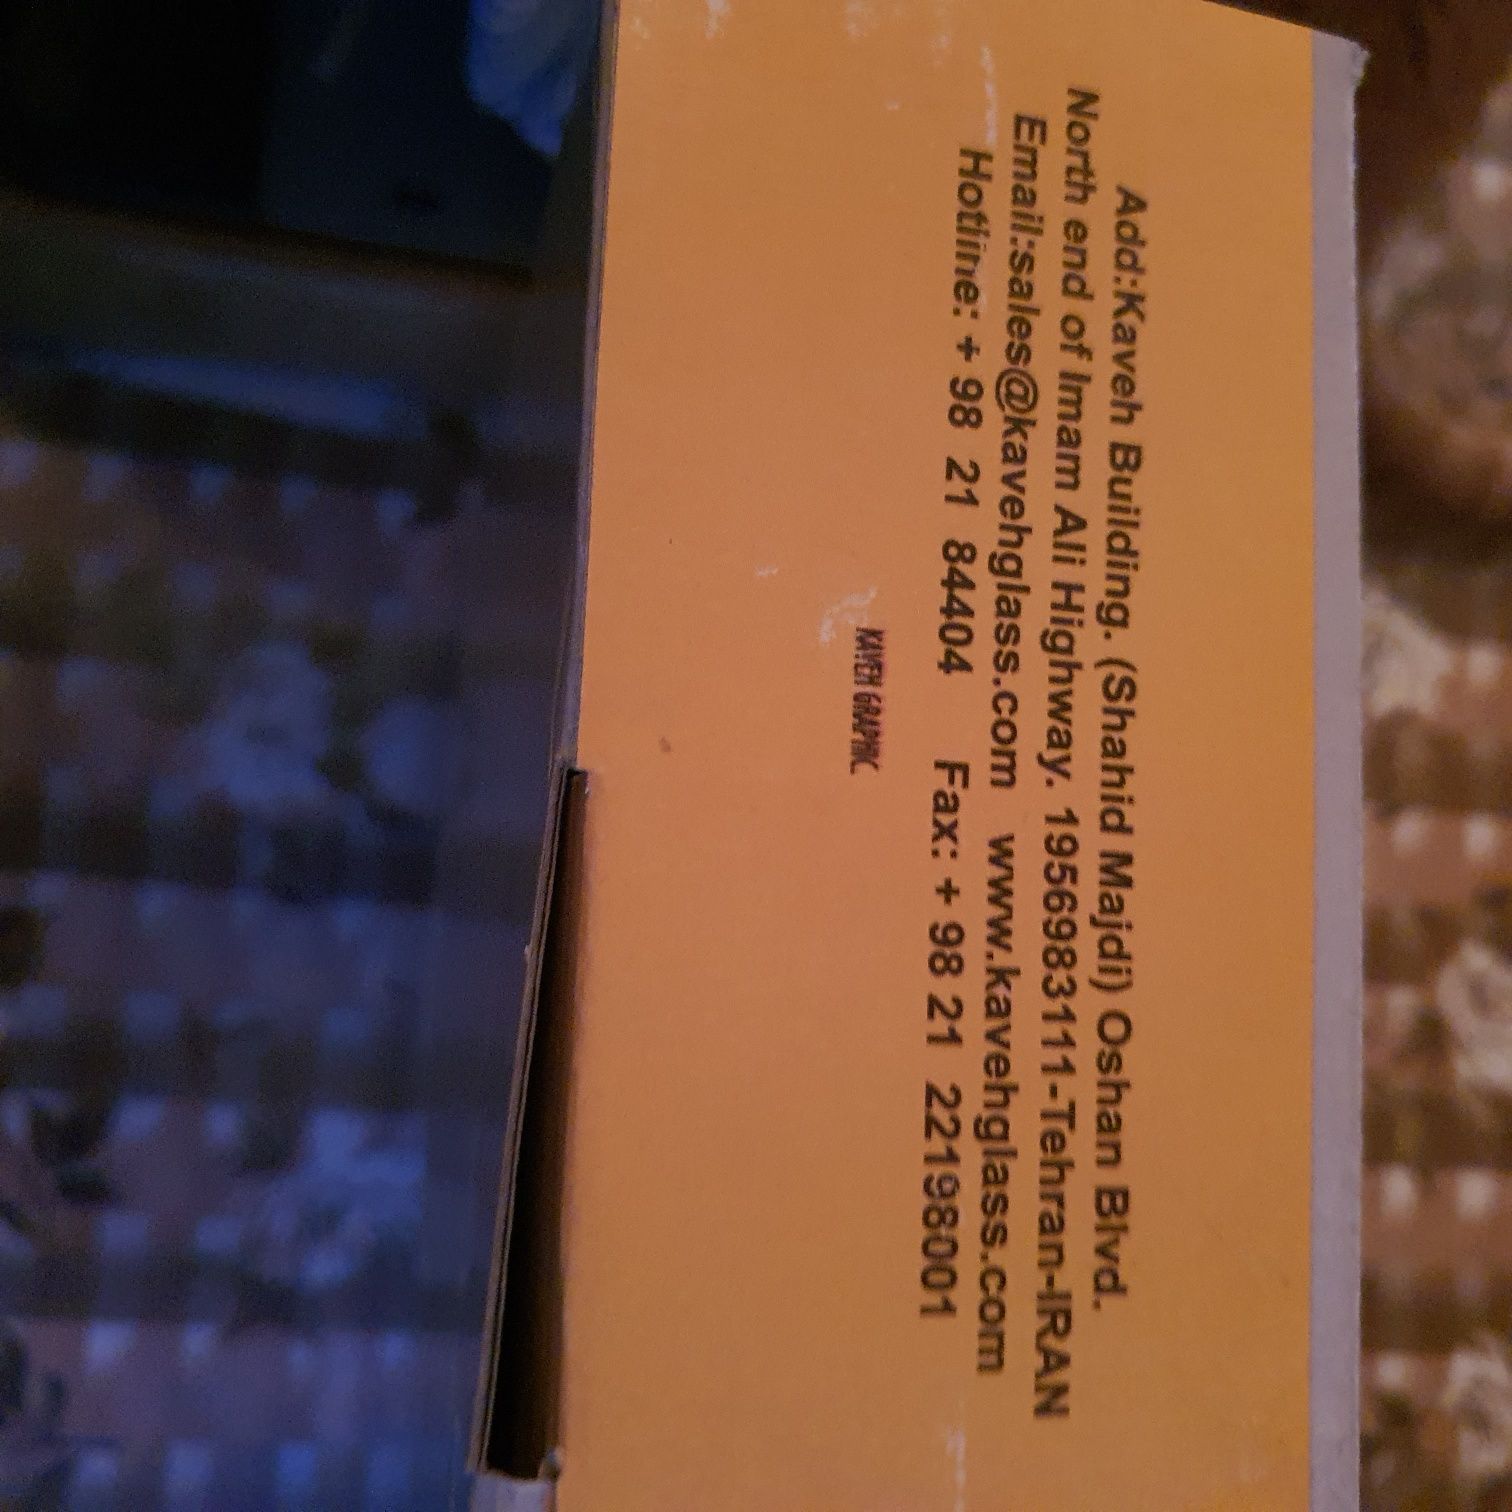 Add:Kaveh Building. (Shahid Majdi) Oshan Blvd.
North end of Imam Ali Highway. 1956983111-Tehran-IRAN
Email:sales@kavehglass.com www.kavehglass.com
Hotline: + 98 21 84404 Fax: + 98 21 22198001
KAVEH GRAPHIC